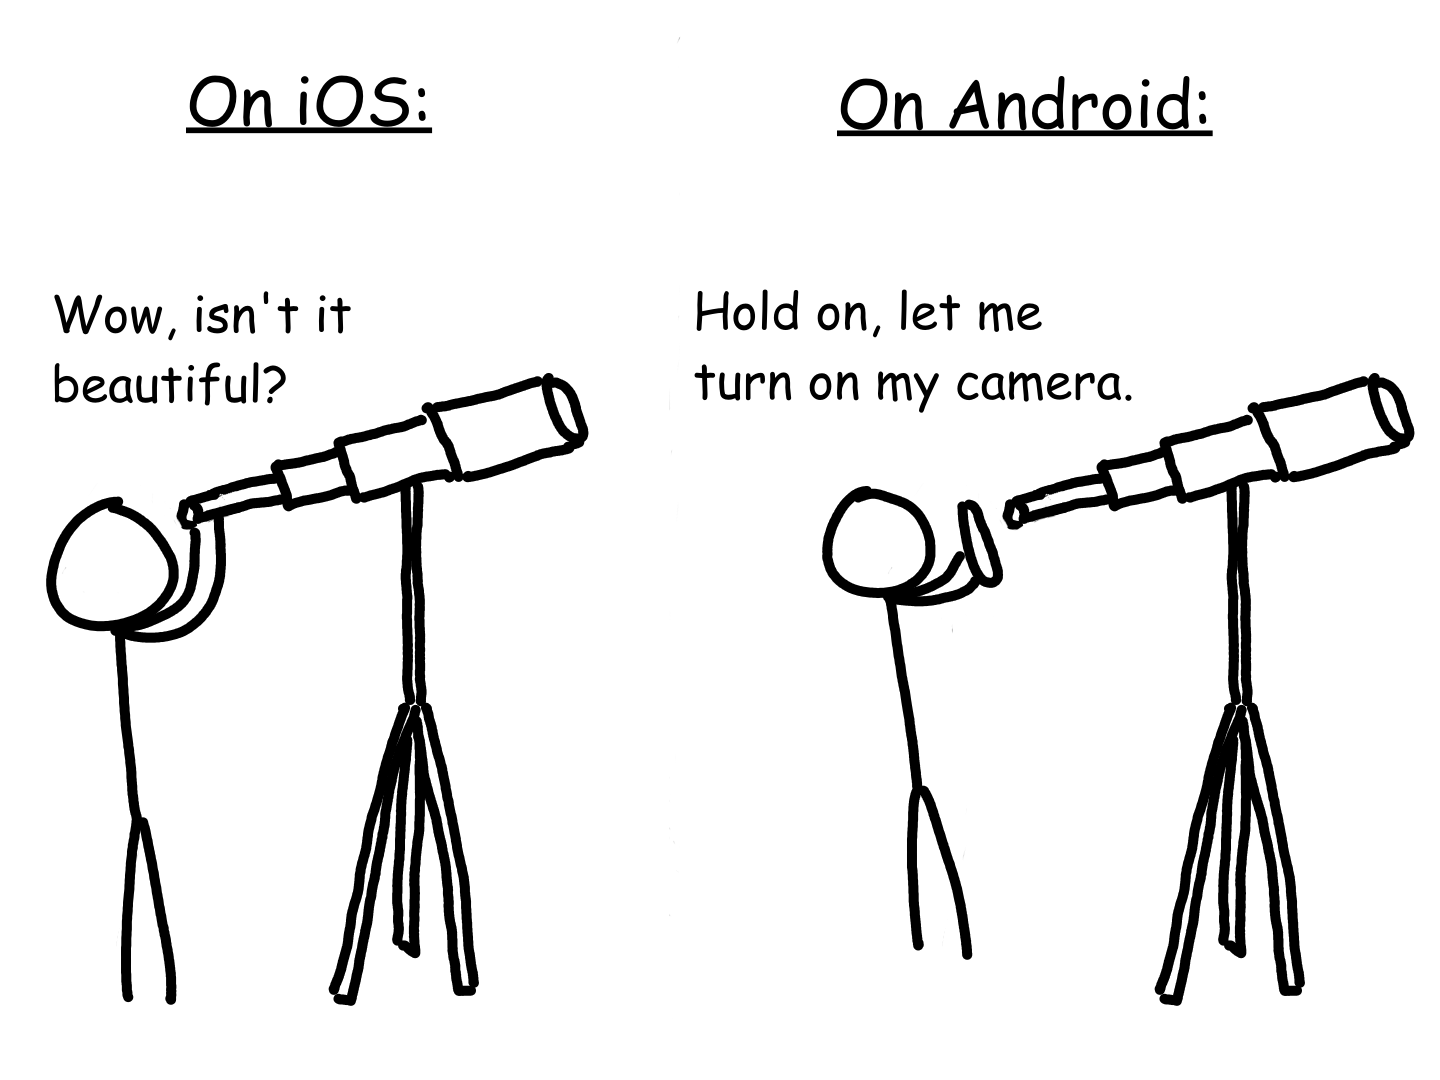 On iOS:
Wow, isn't it
beautiful?
On Android:
Hold on, let me
turn on my camera.